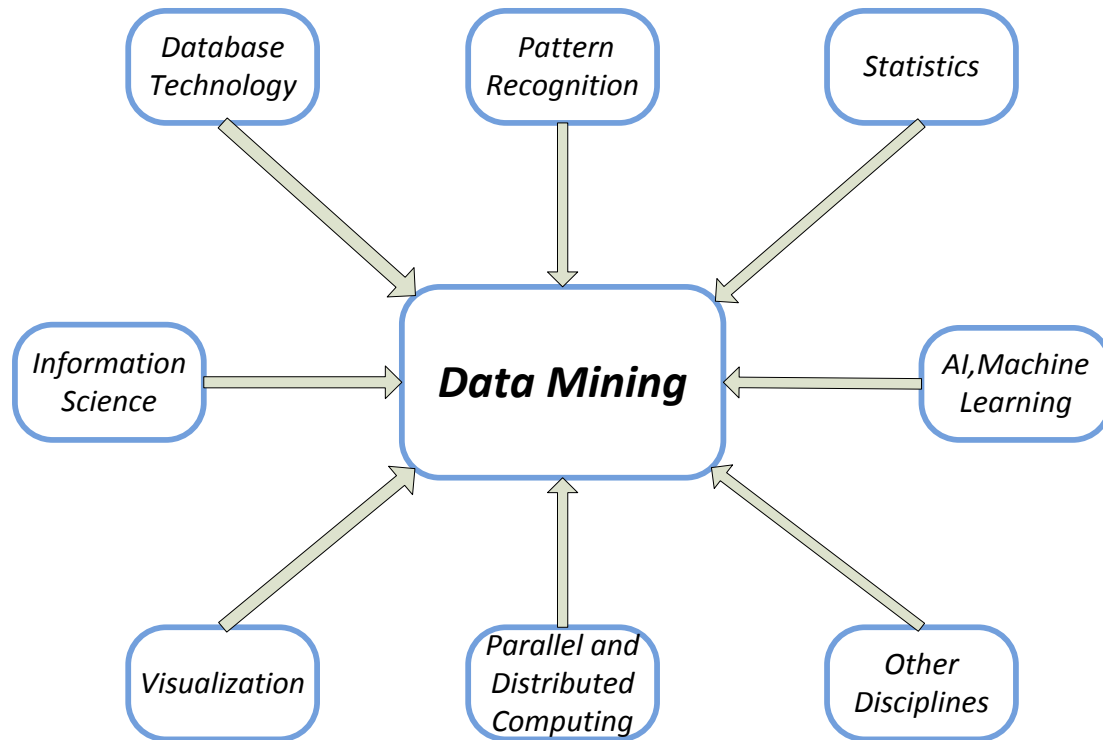 Database
Technology
Pattern
Recognition
Statistics
Information
Science
Data Mining
AI,Machine
Learning
Visualization
Parallel and
Distributed
Computing
Other
Disciplines